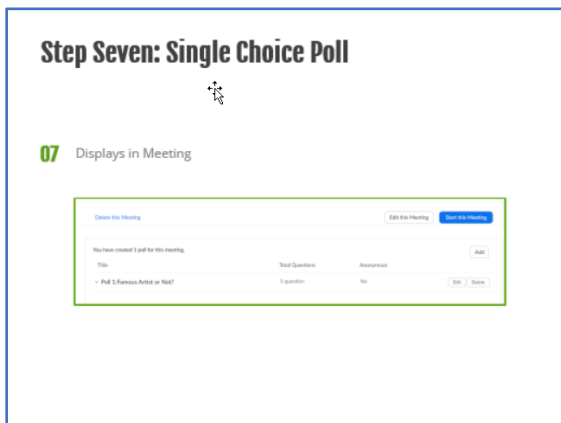 Step Seven: Single Choice Poll
07 Displays in Meeting
Delete this Meeting Edit this Meeting Start this Meeting
You have created 1 poll for this meeting. Add
Title Total Questions Anonymous
Poll 1:Famous Artist or Not? 1 question No Edit Delete